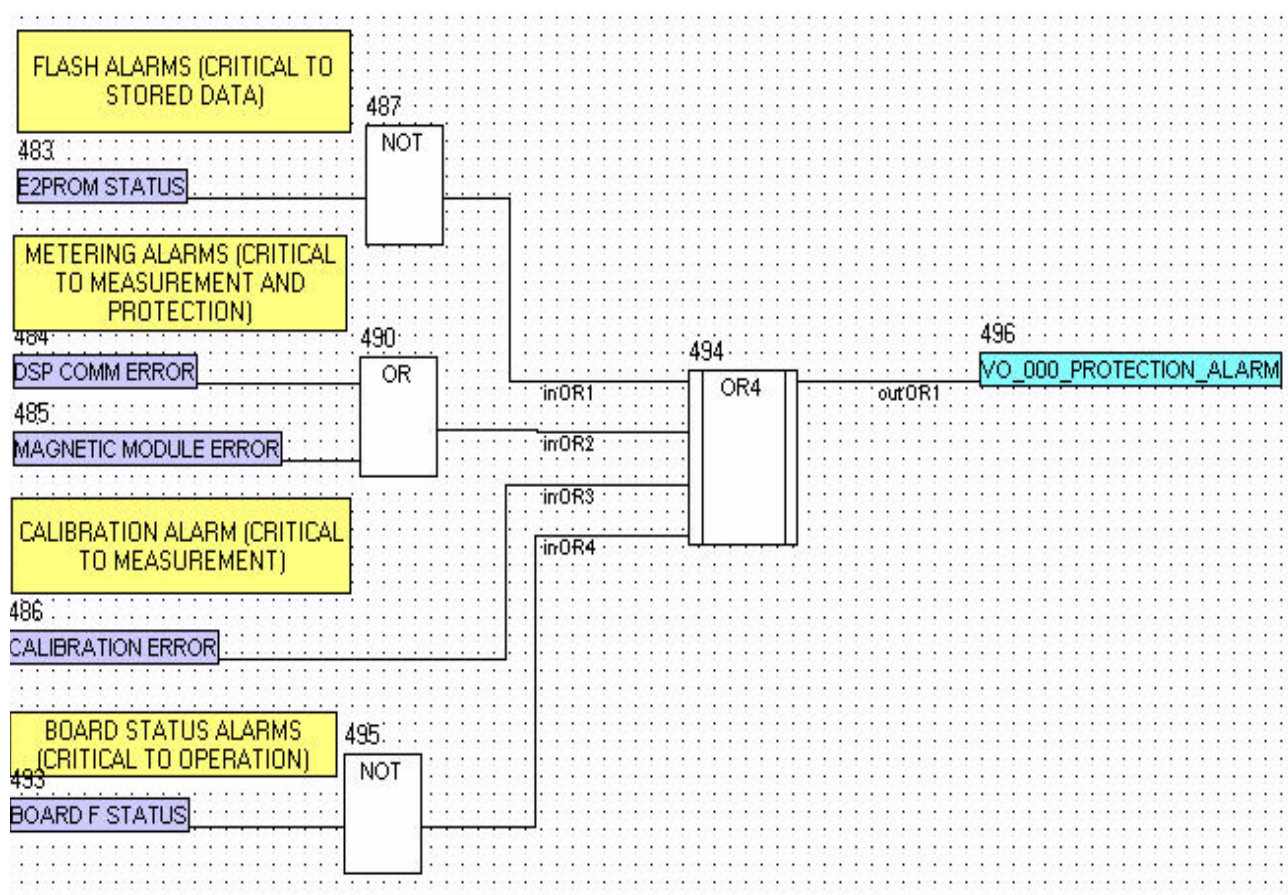 FLASH ALARMS (CRITICAL TO
STORED DATA)
483
E2PROM STATUS
487
NOT
METERING ALARMS (CRITICAL
TO MEASUREMENT AND
PROTECTION)
484
DSP COMM ERROR
485
MAGNETIC MODULE ERROR
490
OR
CALIBRATION ALARM (CRITICAL
TO MEASUREMENT)
486
CALIBRATION ERROR
BOARD STATUS ALARMS
(CRITICAL TO OPERATION)
493
BOARD F STATUS
495
NOT
494
OR4
inOR1
inOR2
inOR3
inOR4
outOR1
496
VO_000_PROTECTION_ALARM